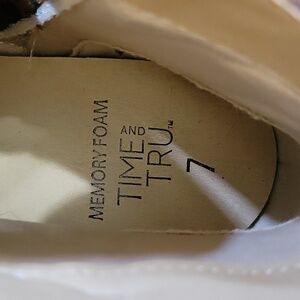 MEMORY FOAM
TIME AND
TRU™
7